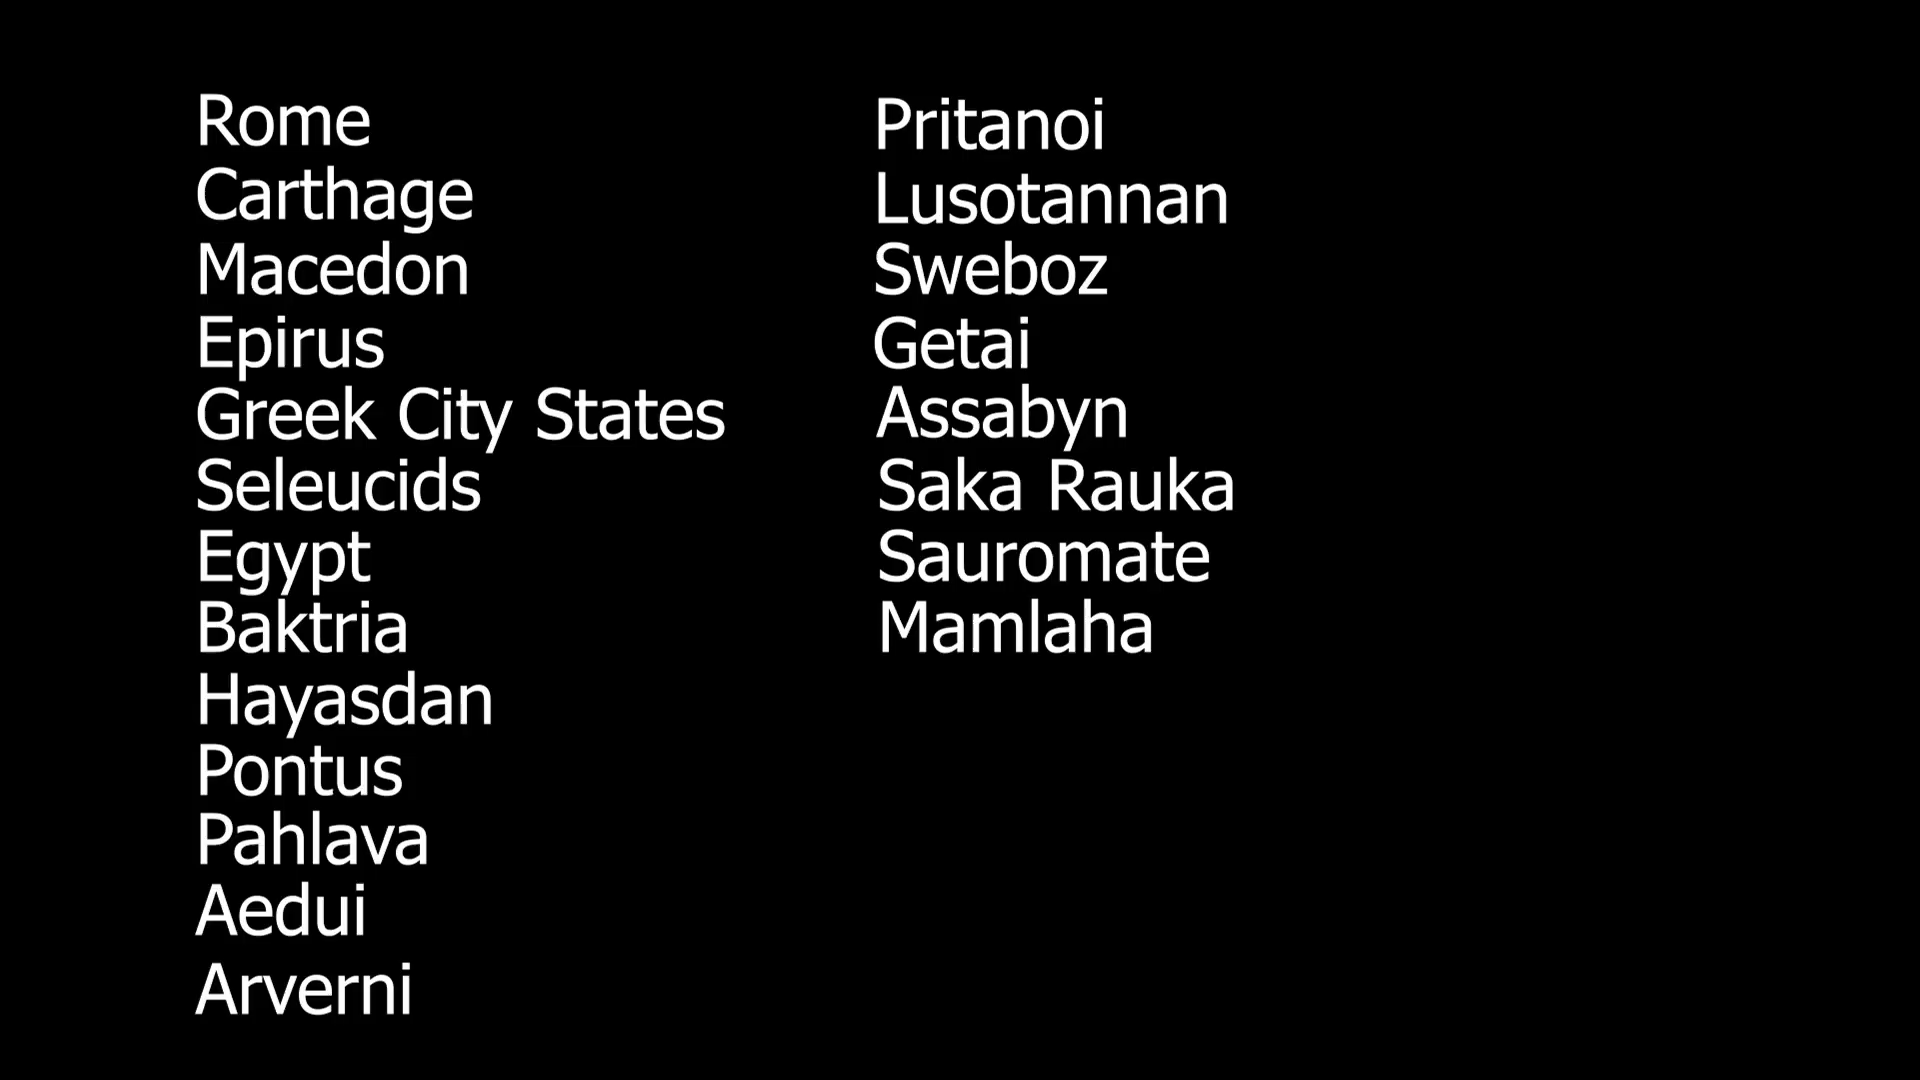 Rome
Carthage
Macedon
Epirus
Greek City States
Seleucids
Egypt
Baktria
Hayasdan
Pontus
Pahlava
Aedui
Arverni
Pritanoi
Lusotannan
Sweboz
Getai
Assabyn
Saka Rauka
Sauromate
Mamlaha